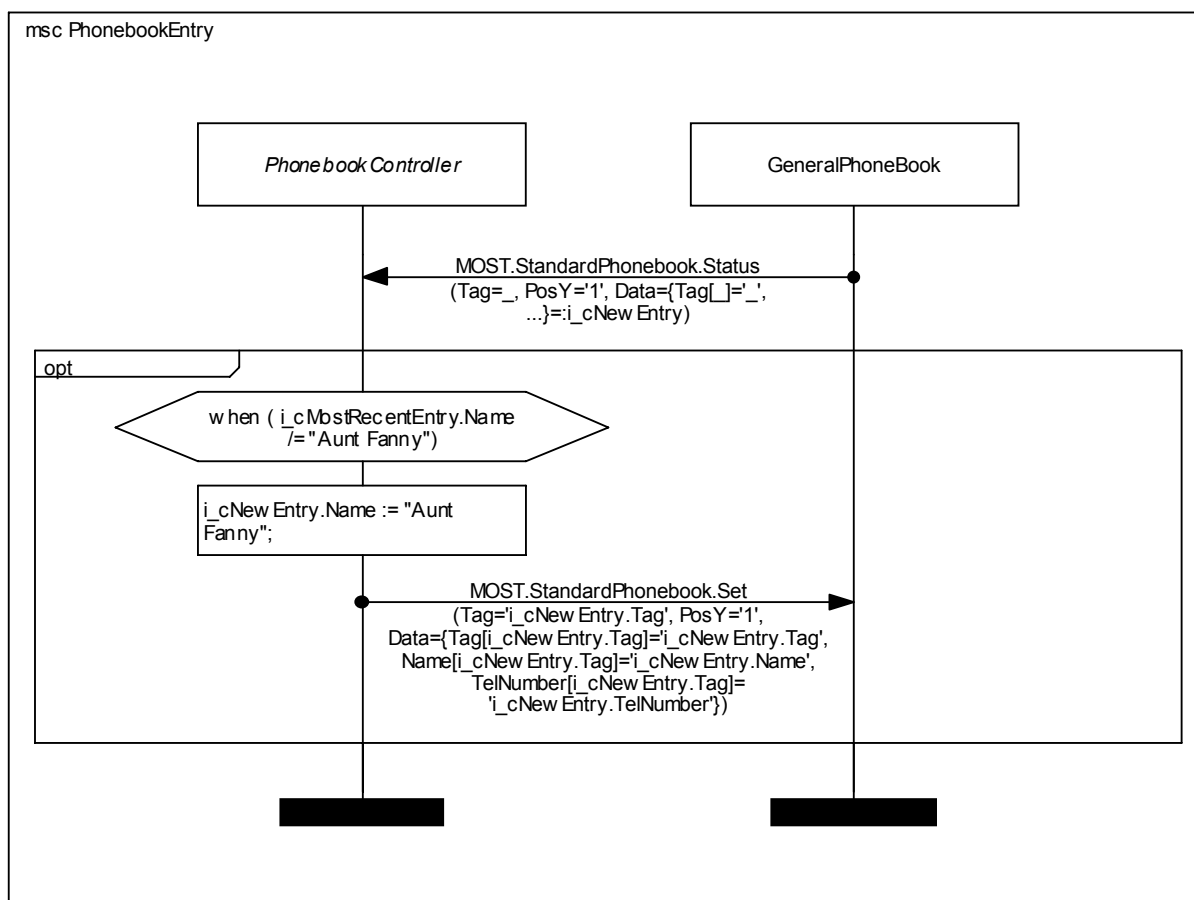 msc PhonebookEntry
PhonebookController
GeneralPhoneBook
MOST.StandardPhonebook.Status
(Tag=_, PosY='1', Data={Tag[_]='_',
...}=:i_cNewEntry)
opt
when ( i_cMostRecentEntry.Name
/= "Aunt Fanny")
i_cNewEntry.Name := "Aunt
Fanny";
MOST.StandardPhonebook.Set
(Tag='i_cNewEntry.Tag', PosY='1',
Data={Tag[i_cNewEntry.Tag]='i_cNewEntry.Tag',
Name[i_cNewEntry.Tag]='i_cNewEntry.Name',
TelNumber[i_cNewEntry.Tag]=
'i_cNewEntry.TelNumber'})